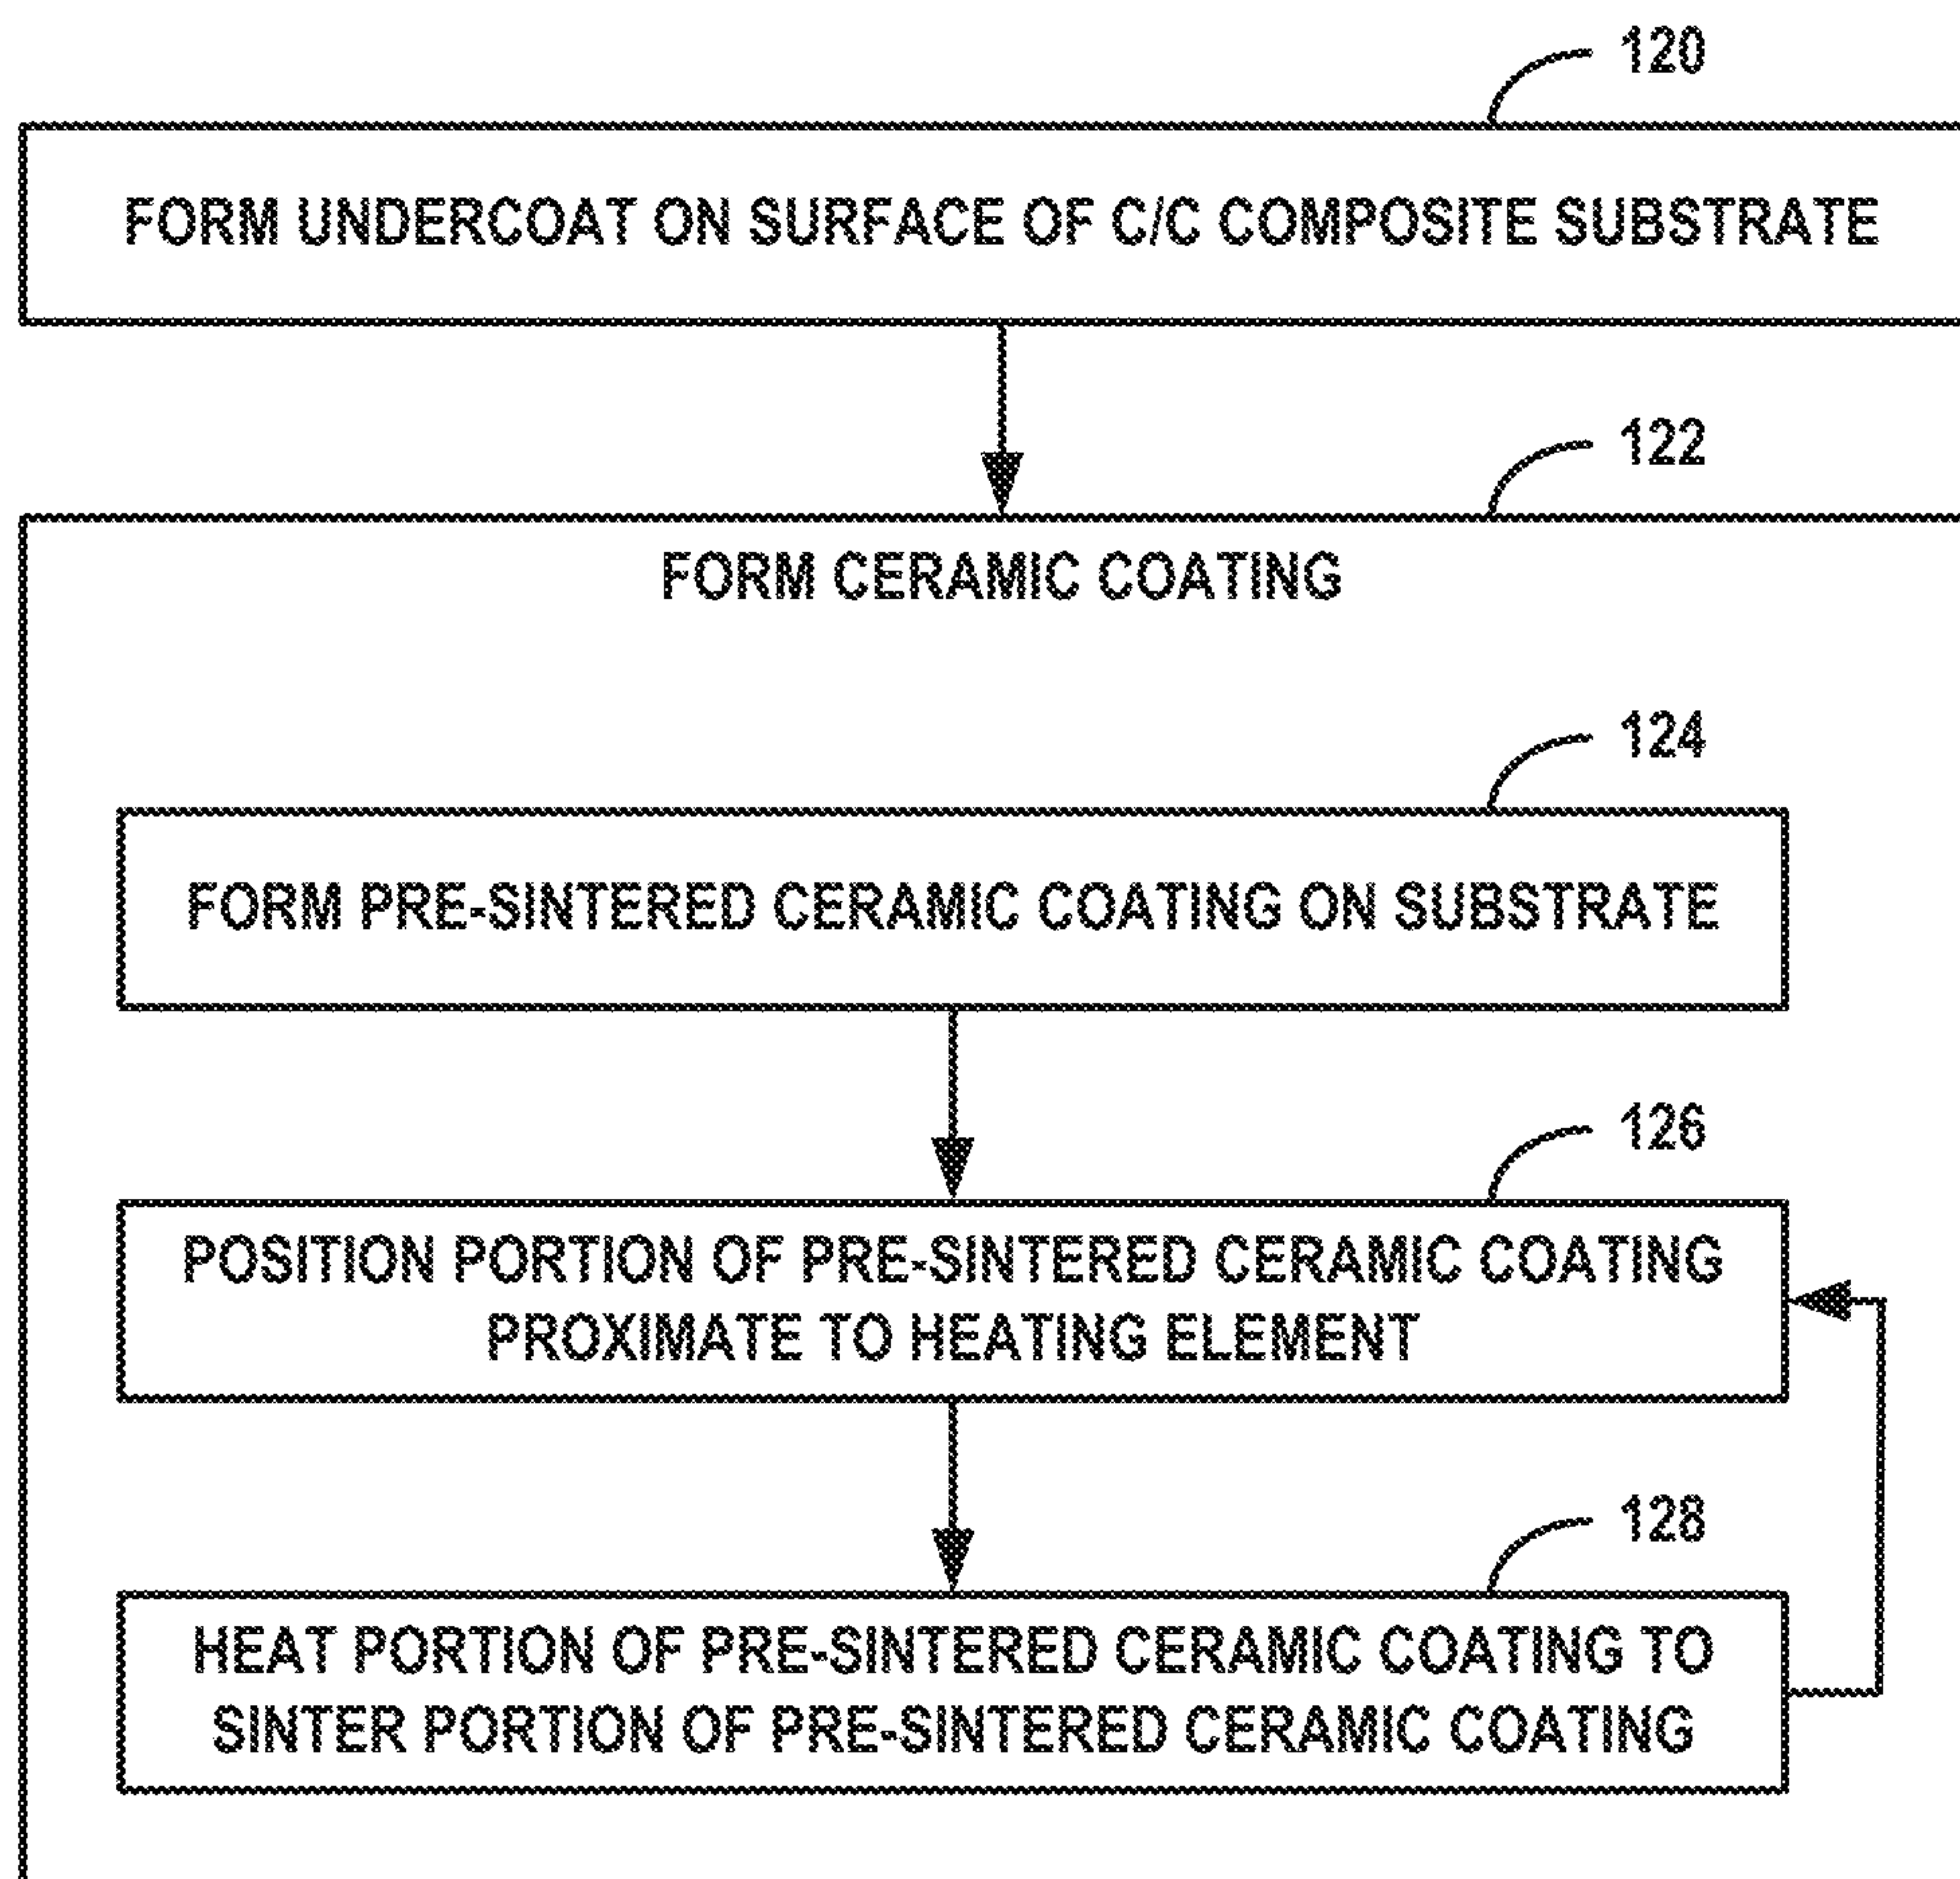 120
FORM UNDERCOAT ON SURFACE OF C/C COMPOSITE SUBSTRATE
122
FORM CERAMIC COATING
124
FORM PRE-SINTERED CERAMIC COATING ON SUBSTRATE
126
POSITION PORTION OF PRE-SINTERED CERAMIC COATING
PROXIMATE TO HEATING ELEMENT
128
HEAT PORTION OF PRE-SINTERED CERAMIC COATING TO
SINTER PORTION OF PRE-SINTERED CERAMIC COATING